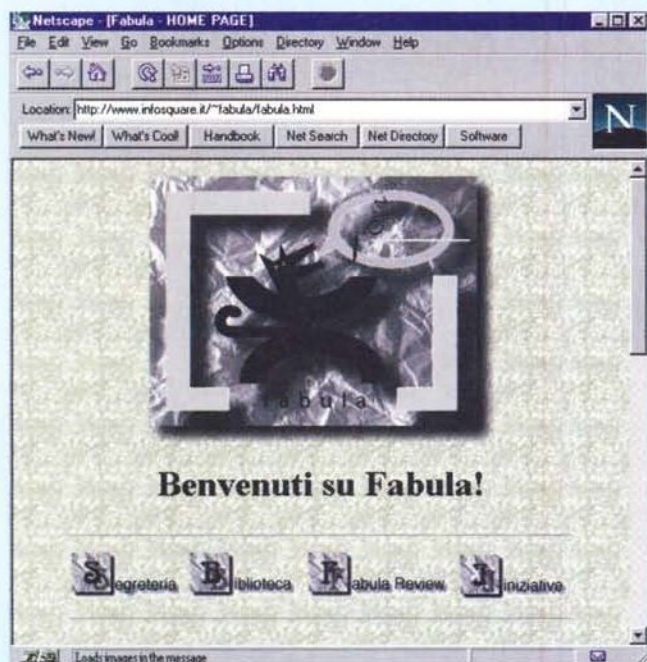 Netscape - [Fabula - HOME PAGE]
File Edit View Go Bookmarks Options Directory Window Help
Location: http://www.infosquare.it/~fabula/fabula.html
What's New! What's Cool! Handbook Net Search Net Directory Software
N
fabula
Benvenuti su Fabula!
Segreteria Biblioteca Fabula Review Iniziative
Loads images in the message